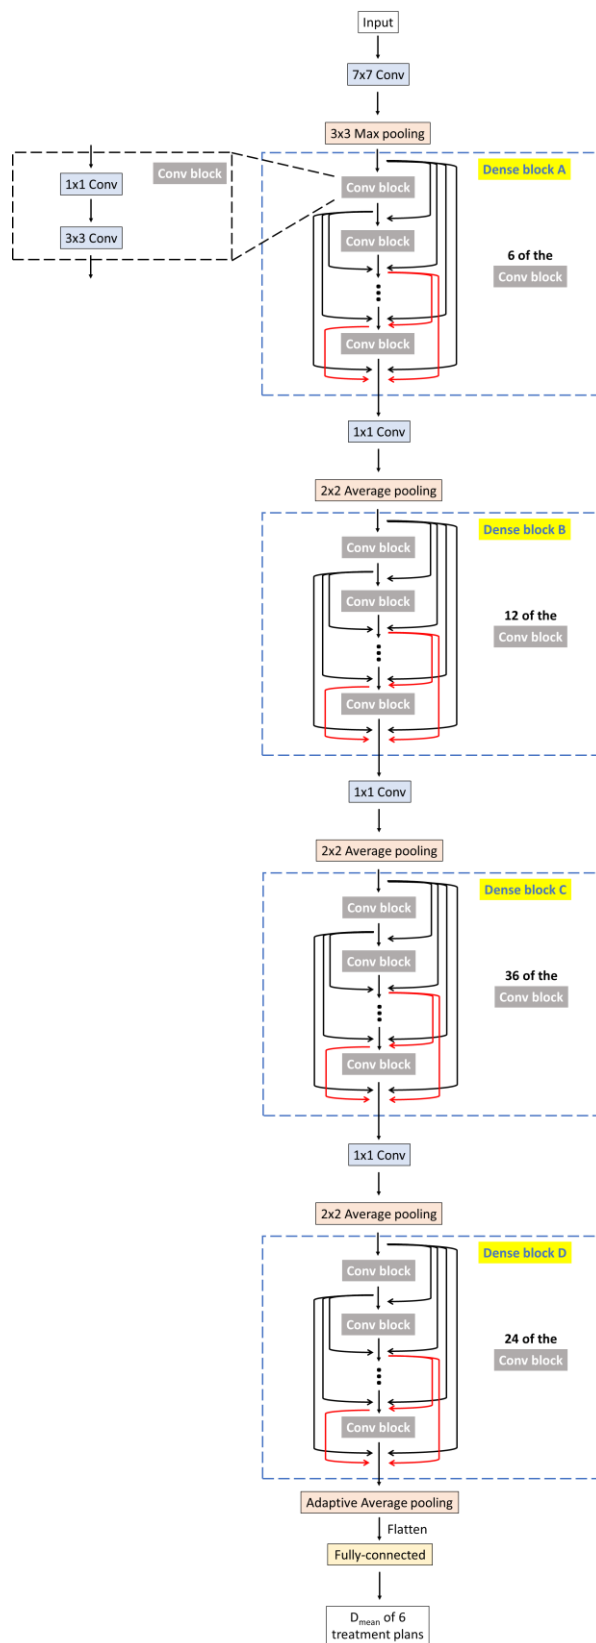 Input
7x7 Conv
3x3 Max pooling
Conv block
1x1 Conv
3x3 Conv
Dense block A
Conv block
Conv block
6 of the
Conv block
Conv block
1x1 Conv
2x2 Average pooling
Dense block B
Conv block
Conv block
12 of the
Conv block
Conv block
1x1 Conv
2x2 Average pooling
Dense block C
Conv block
Conv block
36 of the
Conv block
Conv block
1x1 Conv
2x2 Average pooling
Dense block D
Conv block
Conv block
24 of the
Conv block
Conv block
Adaptive Average pooling
Flatten
Fully-connected
Dmean of 6
treatment plans